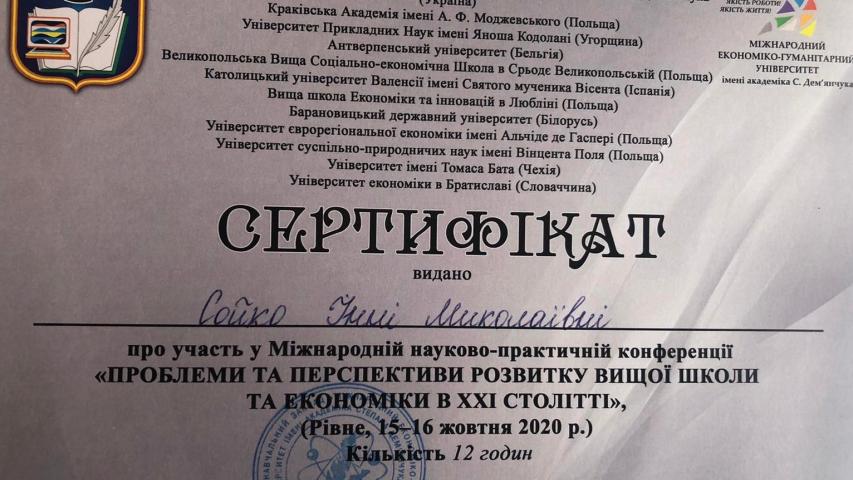 (Україна)
Краківська Академія імені А. Ф. Моджевського (Польща)
Університет Прикладних Наук імені Яноша Кодолані (Угорщина)
Антверпенський університет (Бельгія)
Великопольська Вища Соціально-економічна Школа в Срьоде Великопольській (Польща)
Католицький університет Валенсії імені Святого мученика Вісента (Іспанія)
Вища школа Економіки та інновацій в Любліні (Польща)
Барановицький державний університет (Білорусь)
Університет єврорегіональної економіки імені Альчіде де Гаспері (Польща)
Університет суспільно-природничих наук імені Вінцента Поля (Польща)
Університет імені Томаса Бата (Чехія)
Університет економіки в Братиславі (Словаччина)
ЯКІСТЬ РОБОТИ!
ЯКІСТЬ ЖИТТЯ!
МІЖНАРОДНИЙ
ЕКОНОМІКО-ГУМАНІТАРНИЙ
УНІВЕРСИТЕТ
імені академіка С. Дем'янчука
СЕРТИФІКАТ
видано
Сойко Інні Миколаївні
про участь у Міжнародній науково-практичній конференції
«ПРОБЛЕМИ ТА ПЕРСПЕКТИВИ РОЗВИТКУ ВИЩОЇ ШКОЛИ
ТА ЕКОНОМІКИ В ХХІ СТОЛІТТІ»,
(Рівне, 15–16 жовтня 2020 р.)
Кількість 12 годин